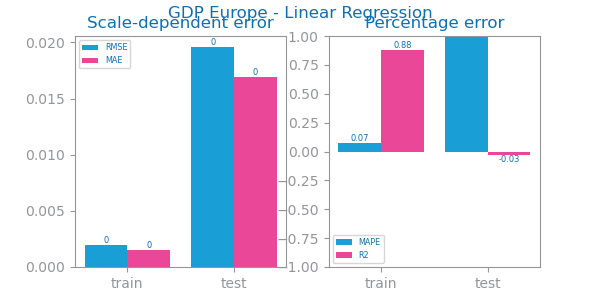 GDP Europe - Linear Regression
Scale-dependent error
Percentage error
0.020
0.015
0.010
0.005
0.000
RMSE
MAE
0
0
0
0
train
test
1.00
0.75
0.50
0.25
0.00
0.25
0.50
0.75
1.00
0.07
0.88
-0.03
MAPE
R2
train
test